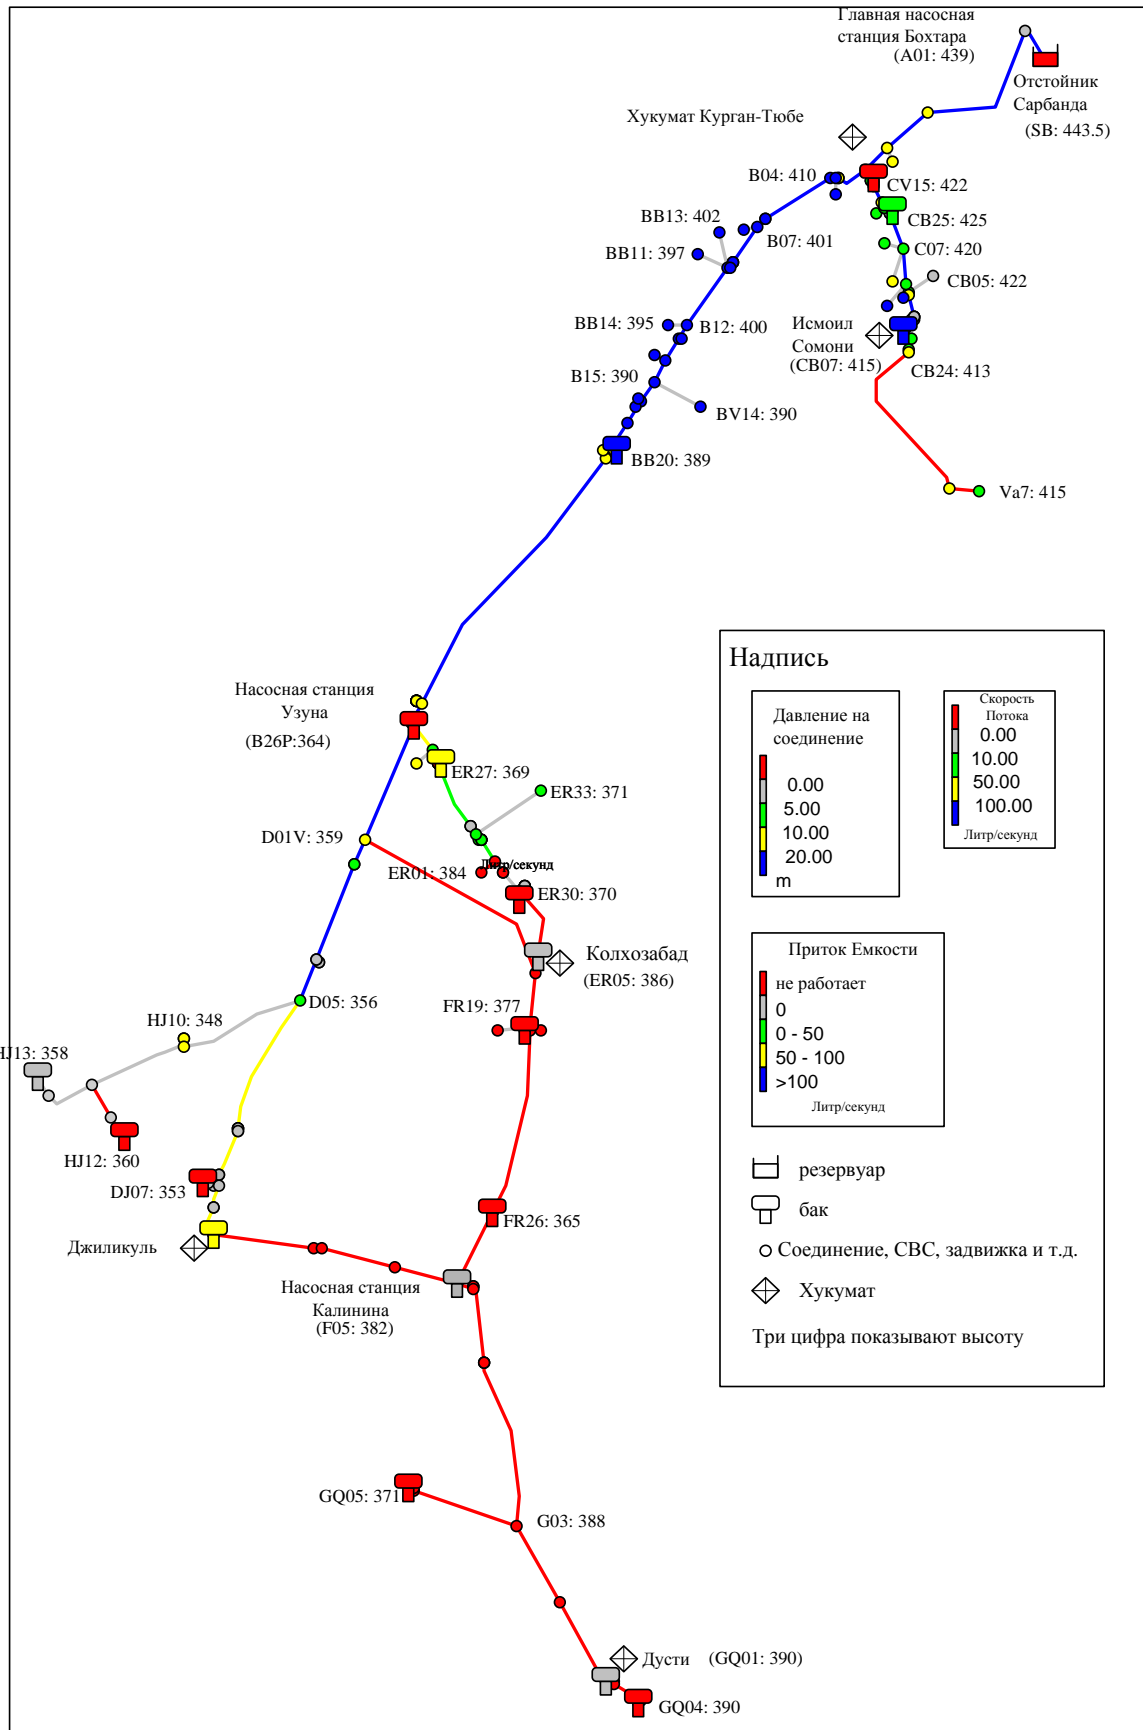 Главная насосная
станция Бохтара
(A01: 439)
Отстойник
Сарбанда
(SB: 443.5)
Хукумат Курган-Тюбе
B04: 410
CV15: 422
BB13: 402
CB25: 425
B07: 401
BB11: 397
C07: 420
CB05: 422
BB14: 395
B12: 400
Исмоил
Сомони
(CB07: 415)
CB24: 413
B15: 390
BV14: 390
BB20: 389
Va7: 415
Надпись
Давление на
соединение
0.00
5.00
10.00
20.00
m
Скорость
Потока
0.00
10.00
50.00
100.00
Литр/секунд
Насосная станция
Узуна
(B26P:364)
ER27: 369
ER33: 371
D01V: 359
Литр/секунд
ER01: 384
ER30: 370
Колхозабад
(ER05: 386)
Приток Емкости
не работает
0
0 - 50
50 - 100
>100
Литр/секунд
D05: 356
FR19: 377
HJ10: 348
HJ13: 358
HJ12: 360
DJ07: 353
FR26: 365
Джиликуль
резервуар
бак
Соединение, СВС, задвижка и т.д.
Хукумат
Три цифра показывают высоту
Насосная станция
Калинина
(F05: 382)
GQ05: 371
G03: 388
Дусти (GQ01: 390)
GQ04: 390